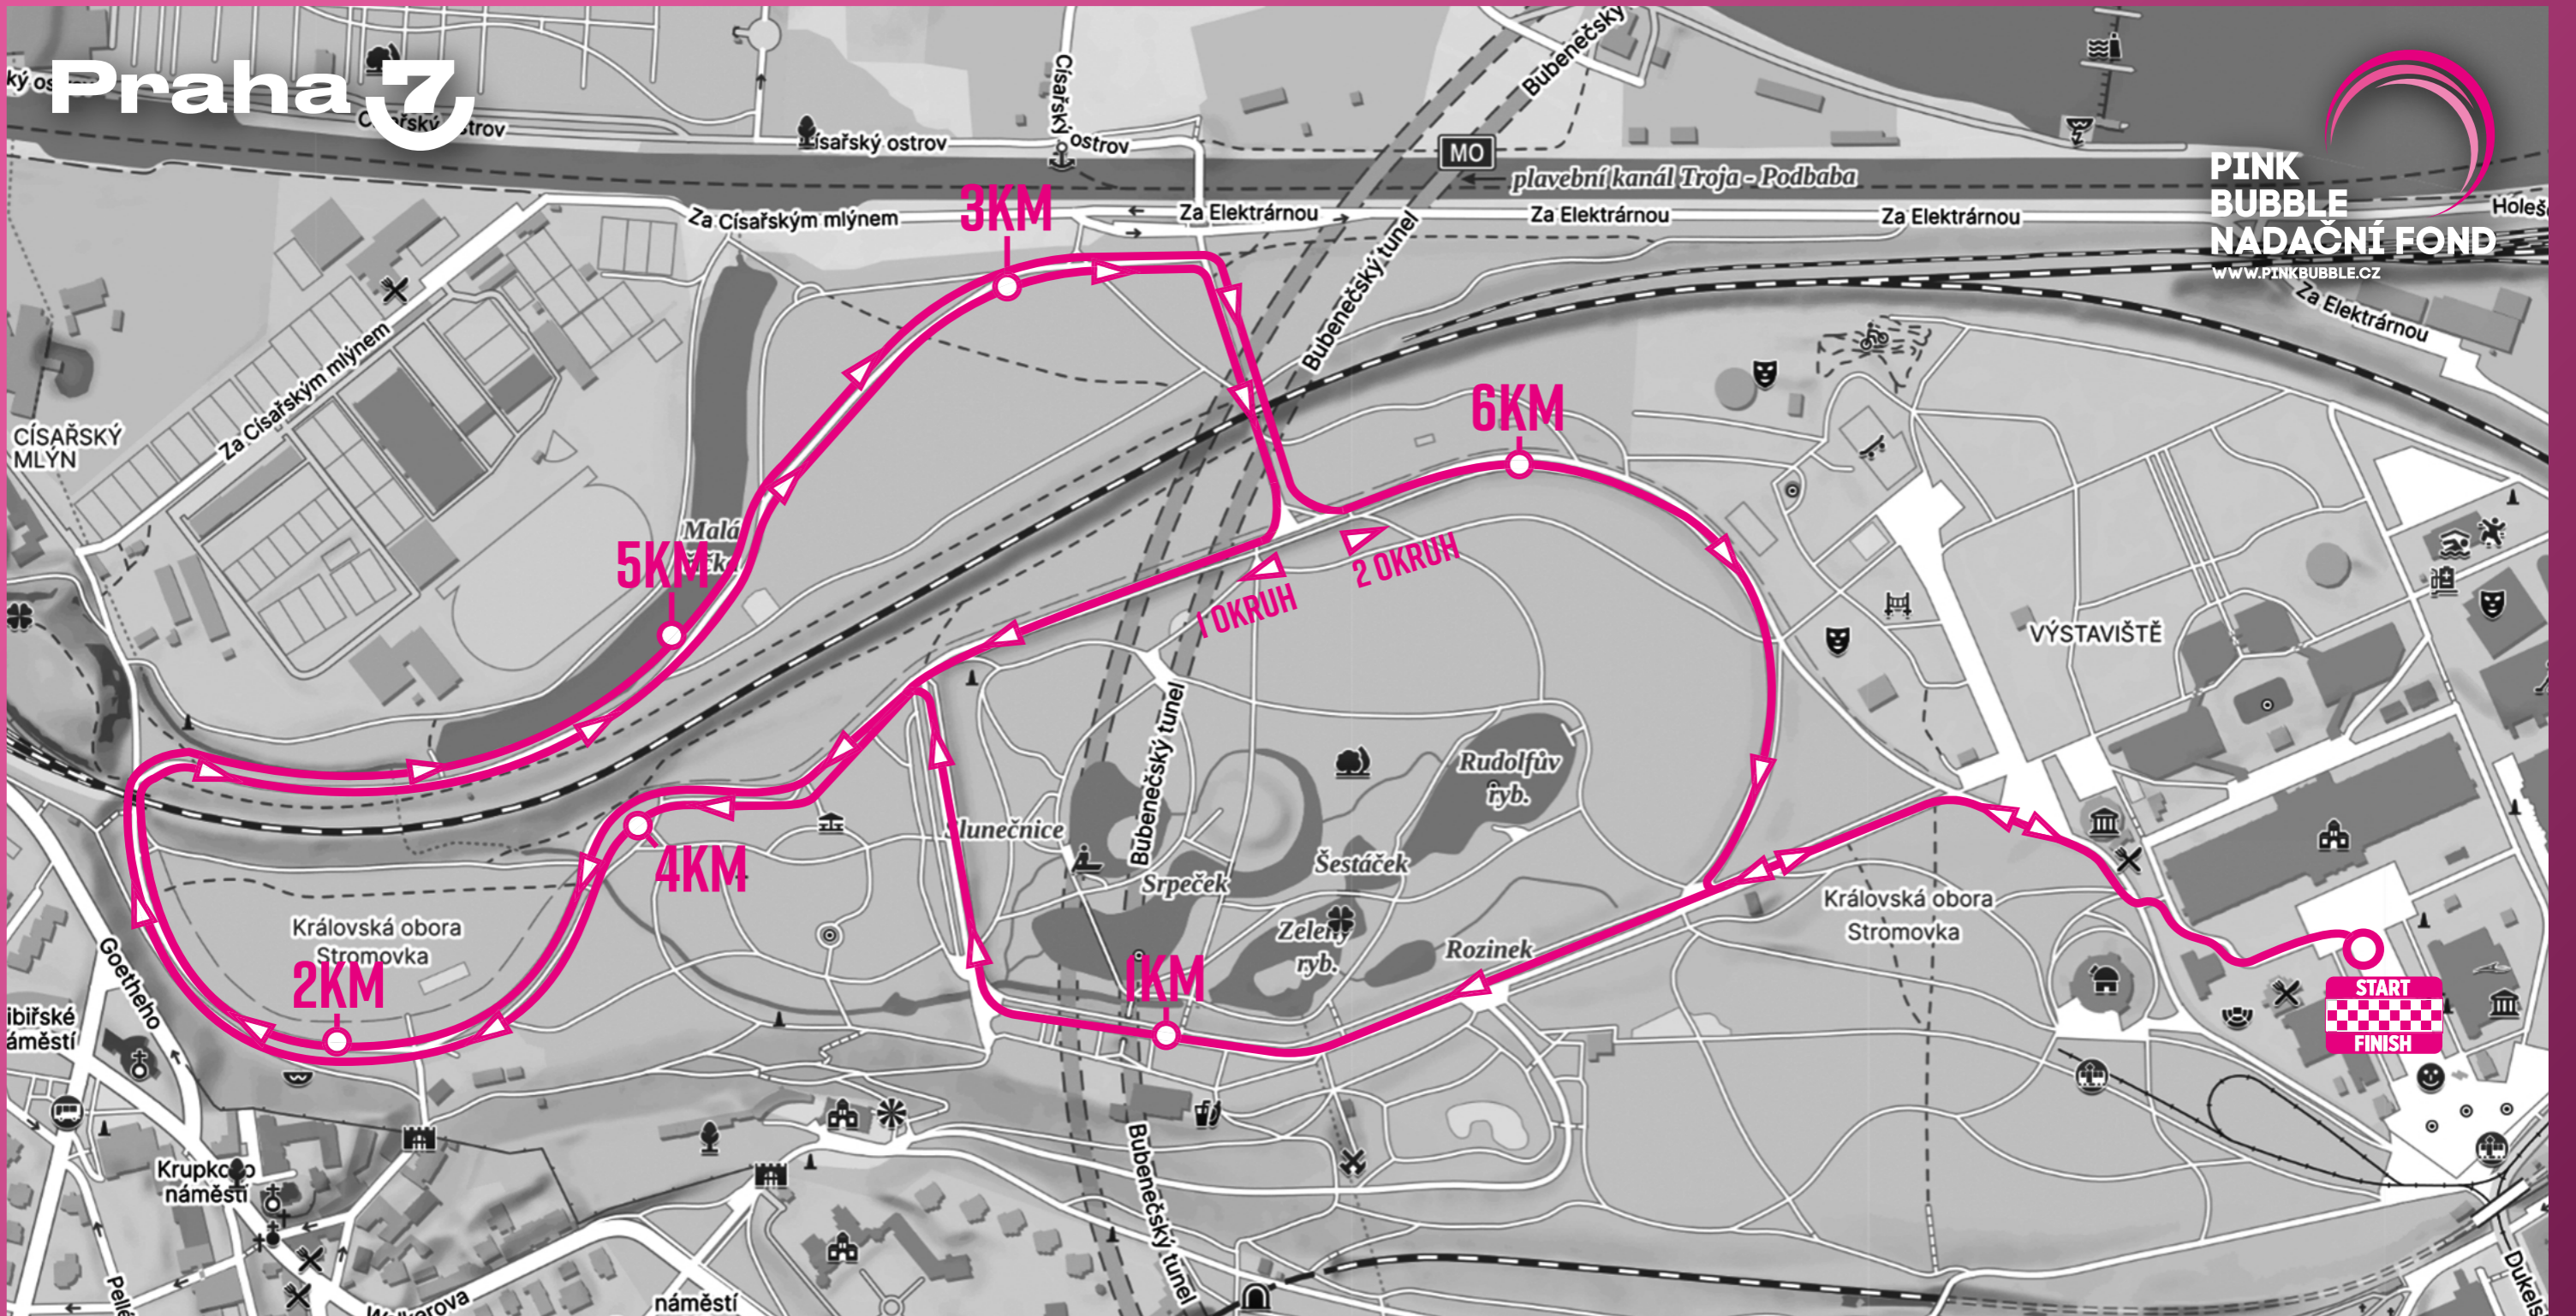 Praha 7
Císařský
ostrov
Bubenečský
MO
plavební kanál Troja - Podbaba
PINK
BUBBLE
NADAČNÍ FOND
WWW.PINKBUBBLE.CZ
3KM
Za Císařským mlýnem
Za Elektrárnou
Za Elektrárnou
Za Elektrárnou
Za Elektrárnou
Bubenečský tunel
Za Císařským mlýnem
CÍSAŘSKÝ
MLÝN
6KM
Malá
5KM
2 OKRUH
1 OKRUH
VÝSTAVIŠTĚ
Bubenečský tunel
Rudolfův
ryb.
Slunečnice
Šestáček
Srpeček
4KM
Královská obora
Stromovka
Královská obora
Stromovka
Zelený
ryb.
Rozinek
2KM
1KM
START
FINISH
Goetheho
náměstí
Krupkovo
náměstí
Bubenečský tunel
náměstí